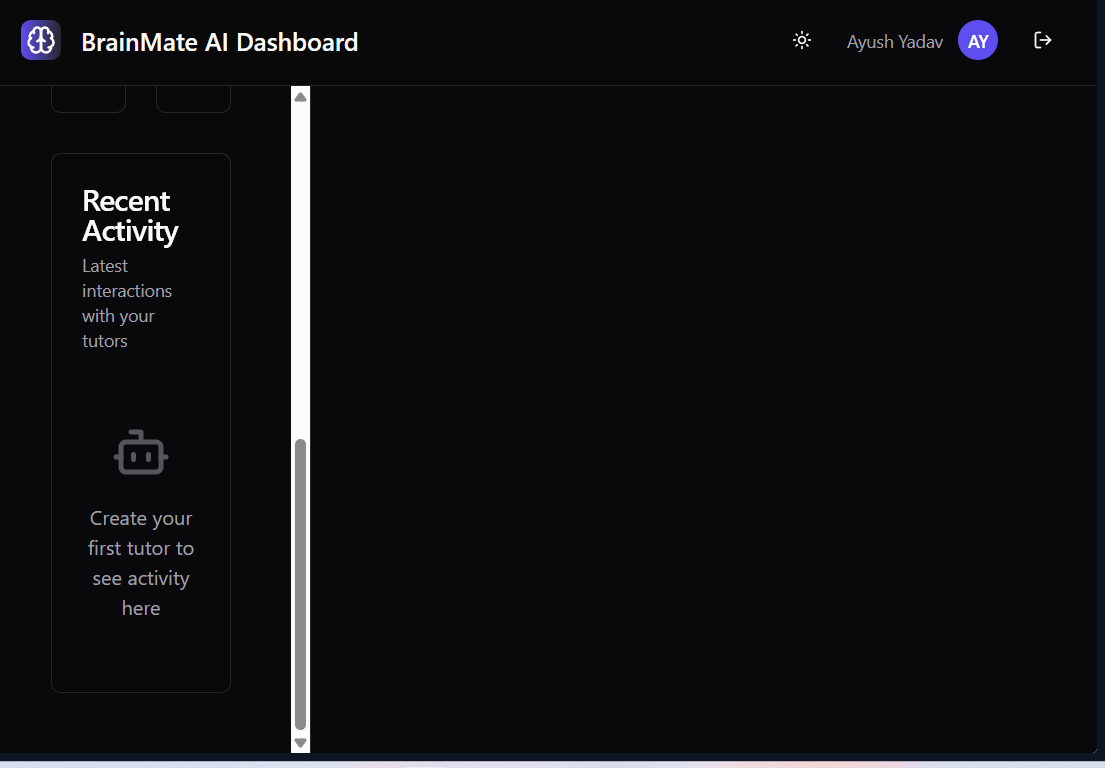 BrainMate AI Dashboard
Ayush Yadav
AY
Recent
Activity
Latest
interactions
with your
tutors
Create your
first tutor to
see activity
here